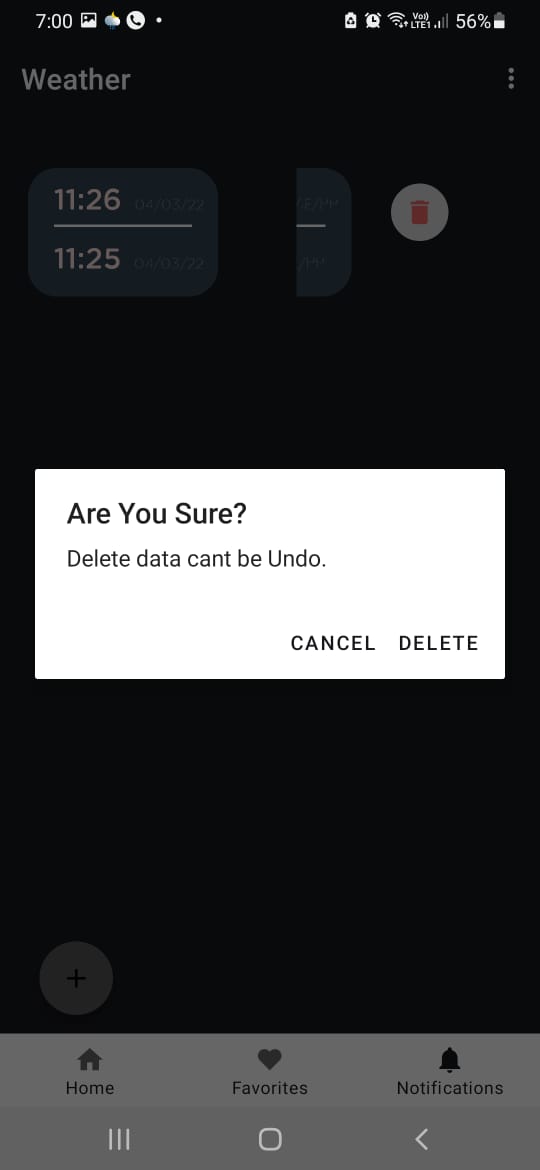 7:00 Vo)) LTE1 56%
Weather
11:26 04/03/22
11:25 04/03/22
Are You Sure?
Delete data cant be Undo.
CANCEL DELETE
+
Home Favorites Notifications